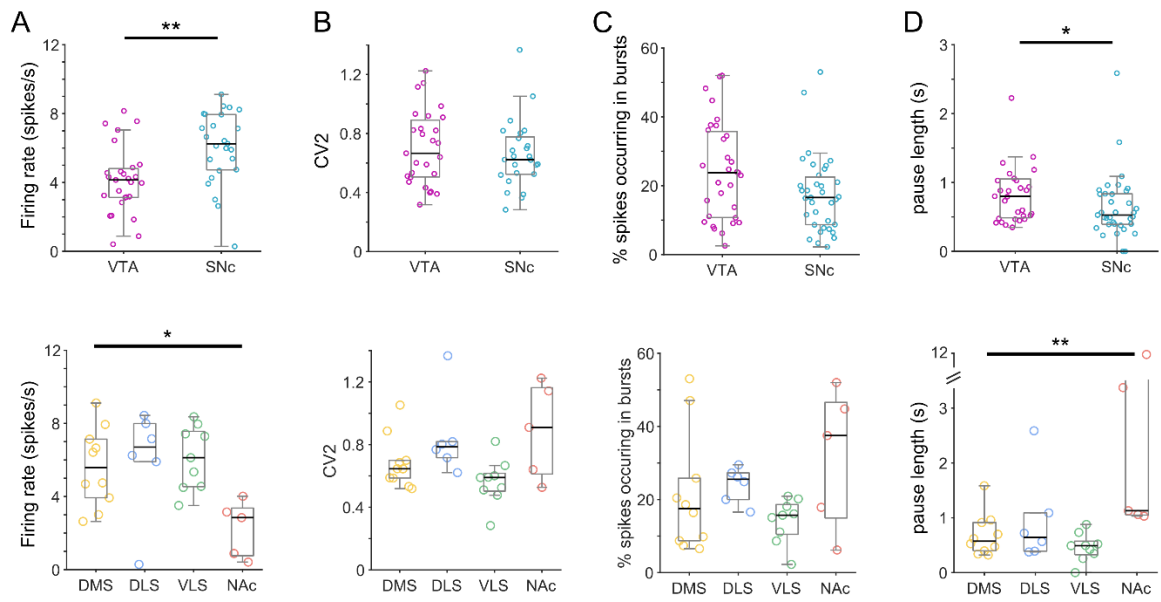 A
B
C
D
**
*
Firing rate (spikes/s)
12
8
4
0
VTA
SNc
CV2
1.2
0.8
0.4
0
VTA
SNc
% spikes occurring in bursts
60
40
20
0
VTA
SNc
pause length (s)
3
2
1
0
VTA
SNc
*
**
Firing rate (spikes/s)
12
8
4
0
DMS
DLS
VLS
NAc
CV2
1.2
0.8
0.4
0
DMS
DLS
VLS
NAc
% spikes occuring in bursts
60
40
20
0
DMS
DLS
VLS
NAc
pause length (s)
12
3
2
1
0
DMS
DLS
VLS
NAc